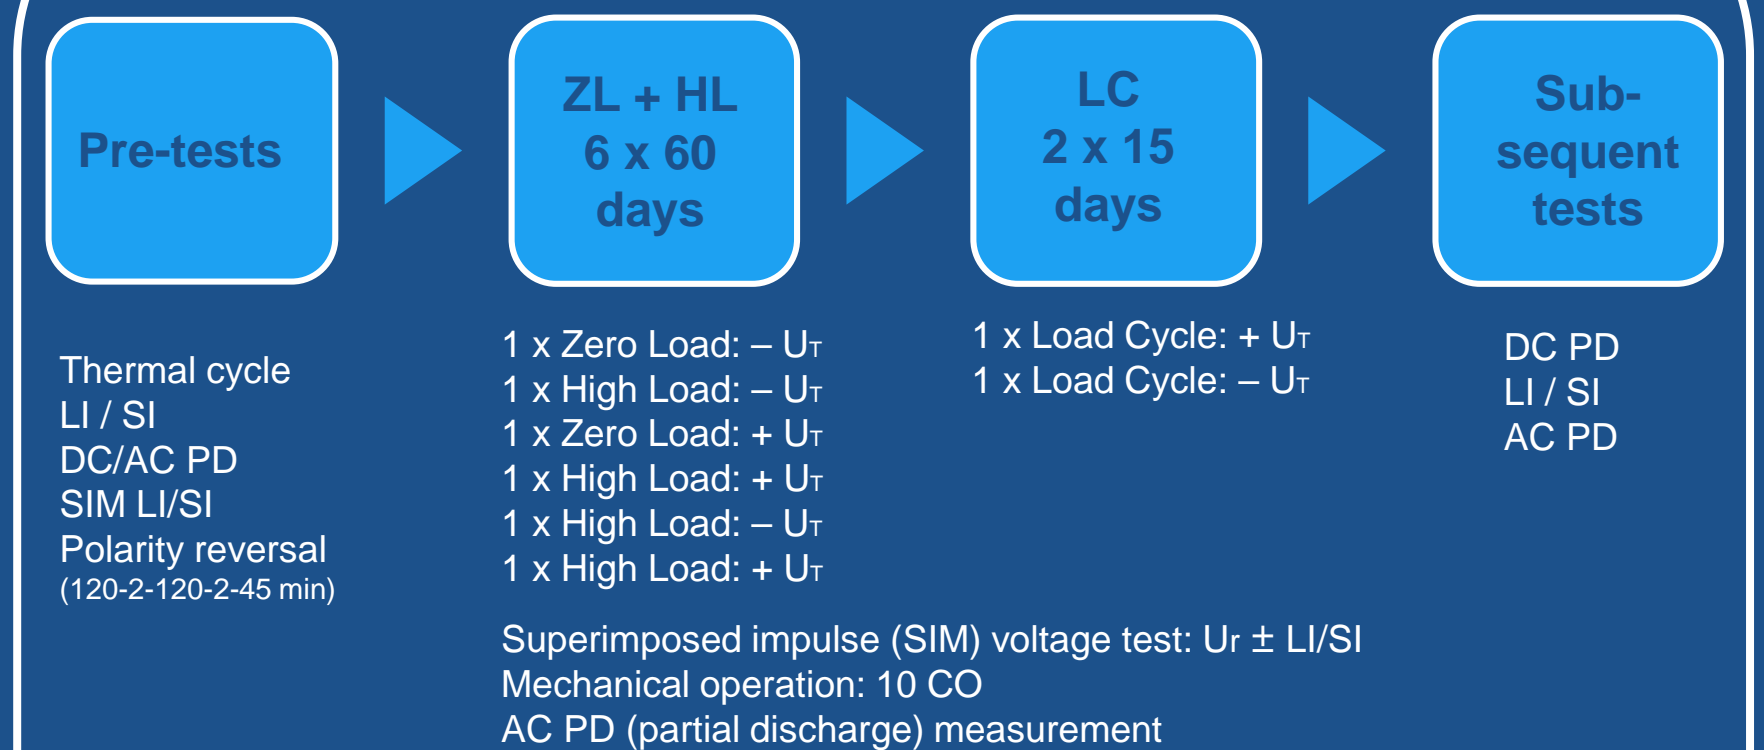 Pre-tests
ZL + HL
6 x 60
days
LC
2 x 15
days
Sub-
sequent
tests
Thermal cycle
LI / SI
DC/AC PD
SIM LI/SI
Polarity reversal
(120-2-120-2-45 min)
1 x Zero Load: – UT
1 x High Load: – UT
1 x Zero Load: + UT
1 x High Load: + UT
1 x High Load: – UT
1 x High Load: + UT
1 x Load Cycle: + UT
1 x Load Cycle: – UT
DC PD
LI / SI
AC PD
Superimposed impulse (SIM) voltage test: Ur ± LI/SI
Mechanical operation: 10 CO
AC PD (partial discharge) measurement